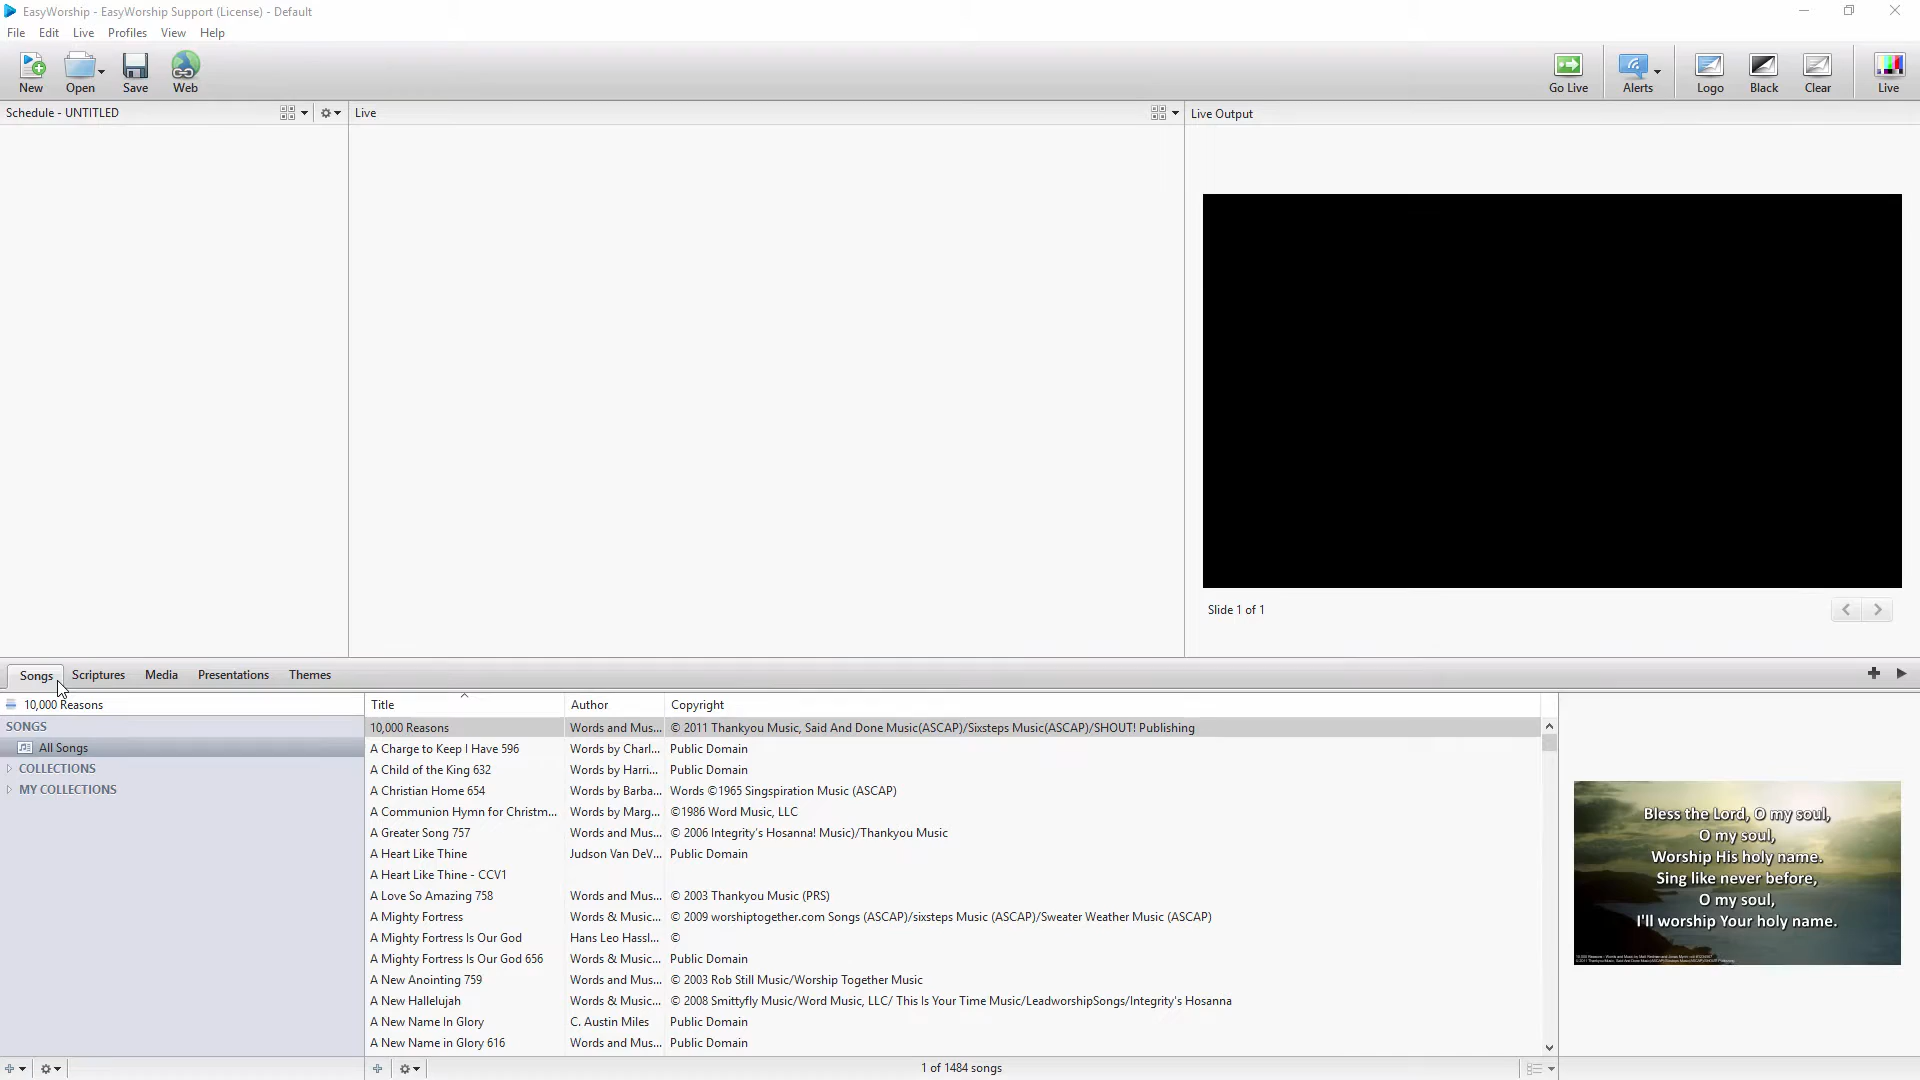 EasyWorship - EasyWorship Support (License) - Default
File Edit Live Profiles View Help
New Open Save Web Go Live Alerts Logo Black Clear Live
Schedule - UNTITLED
Live
Live Output
Slide 1 of 1
Songs Scriptures Media Presentations Themes
10,000 Reasons
SONGS
All Songs
COLLECTIONS
MY COLLECTIONS
Title Author Copyright
10,000 Reasons Words and Mus... © 2011 Thankyou Music, Said And Done Music(ASCAP)/Sixsteps Music(ASCAP)/SHOUT! Publishing
A Charge to Keep I Have 596 Words by Charl... Public Domain
A Child of the King 632 Words by Harri... Public Domain
A Christian Home 654 Words by Barba... Words ©1965 Singspiration Music (ASCAP)
A Communion Hymn for Christm... Words by Marg... ©1986 Word Music, LLC
A Greater Song 757 Words and Mus... © 2006 Integrity's Hosanna! Music)/Thankyou Music
A Heart Like Thine Judson Van DeV... Public Domain
A Heart Like Thine - CCV1
A Love So Amazing 758 Words and Mus... © 2003 Thankyou Music (PRS)
A Mighty Fortress Words & Music... © 2009 worshiptogether.com Songs (ASCAP)/sixsteps Music (ASCAP)/Sweater Weather Music (ASCAP)
A Mighty Fortress Is Our God Hans Leo Hassl... ©
A Mighty Fortress Is Our God 656 Words & Music... Public Domain
A New Anointing 759 Words and Mus... © 2003 Rob Still Music/Worship Together Music
A New Hallelujah Words & Music... © 2008 Smittyfly Music/Word Music, LLC/ This Is Your Time Music/LeadworshipSongs/Integrity's Hosanna
A New Name In Glory C. Austin Miles Public Domain
A New Name in Glory 616 Words and Mus... Public Domain
1 of 1484 songs
Bless the Lord, O my soul,
O my soul,
Worship His holy name.
Sing like never before,
O my soul,
I'll worship Your holy name.